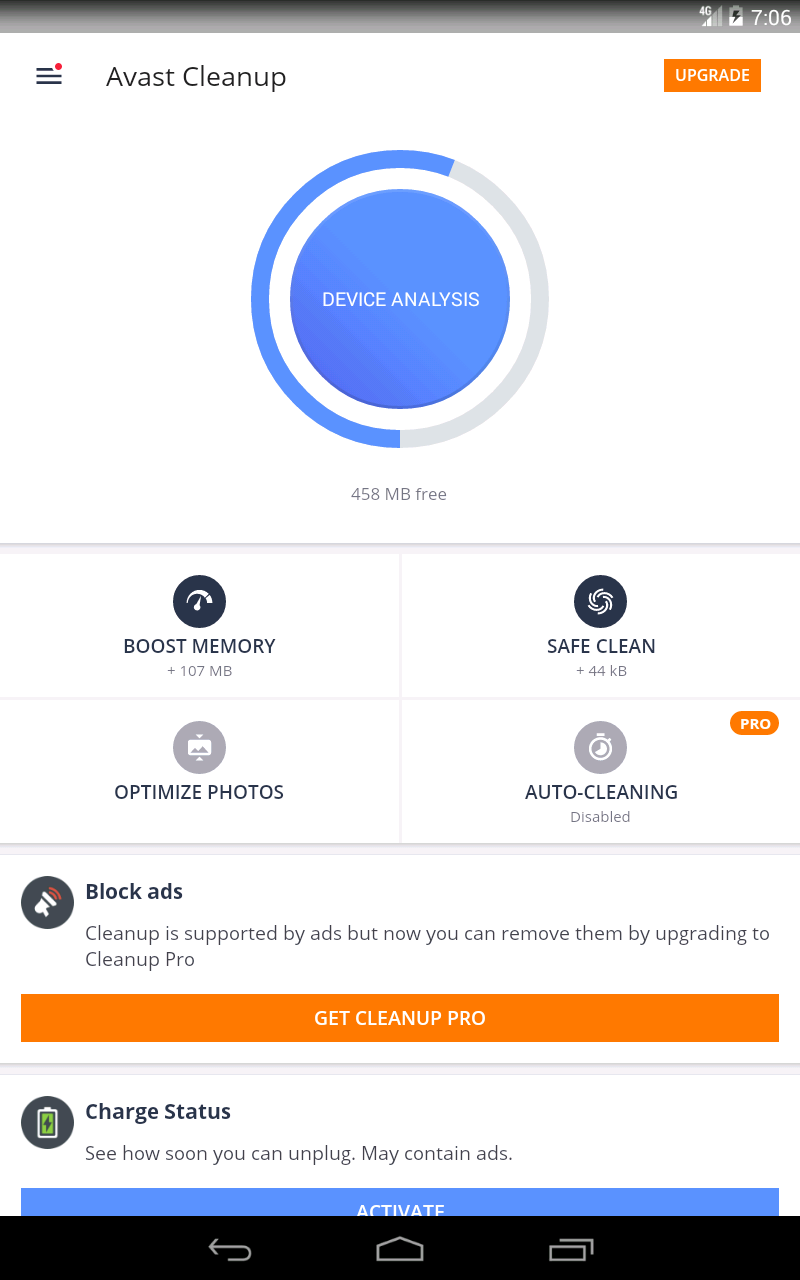 4G 7:06
Avast Cleanup
UPGRADE
DEVICE ANALYSIS
458 MB free
BOOST MEMORY
+ 107 MB
SAFE CLEAN
+ 44 kB
OPTIMIZE PHOTOS
PRO
AUTO-CLEANING
Disabled
Block ads
Cleanup is supported by ads but now you can remove them by upgrading to
Cleanup Pro
GET CLEANUP PRO
Charge Status
See how soon you can unplug. May contain ads.
ACTIVATE